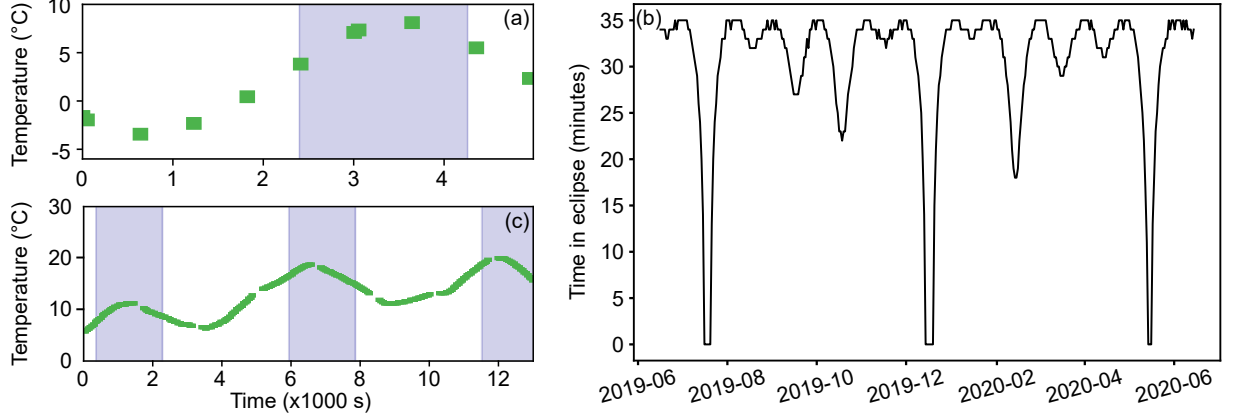 (a)
Temperature (°C)
10
5
0
-5
0 1 2 3 4
(c)
Temperature (°C)
30
20
10
0
0 2 4 6 8 10 12
Time (x1000 s)
(b)
Time in eclipse (minutes)
35
30
25
20
15
10
5
0
2019-06 2019-08 2019-10 2019-12 2020-02 2020-04 2020-06